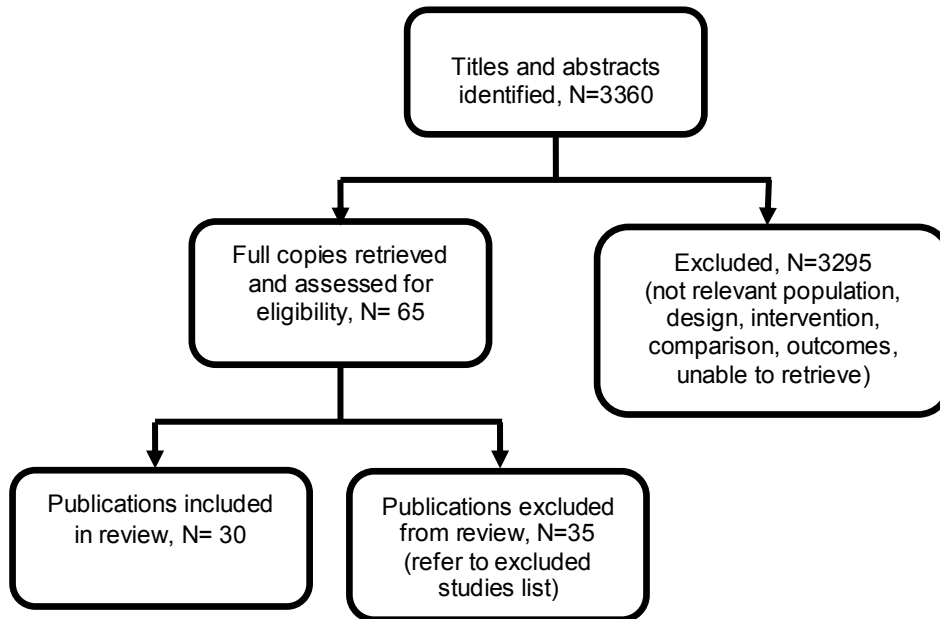 Titles and abstracts
identified, N=3360
Full copies retrieved
and assessed for
eligibility, N= 65
Excluded, N=3295
(not relevant population,
design, intervention,
comparison, outcomes,
unable to retrieve)
Publications included
in review, N= 30
Publications excluded
from review, N=35
(refer to excluded
studies list)